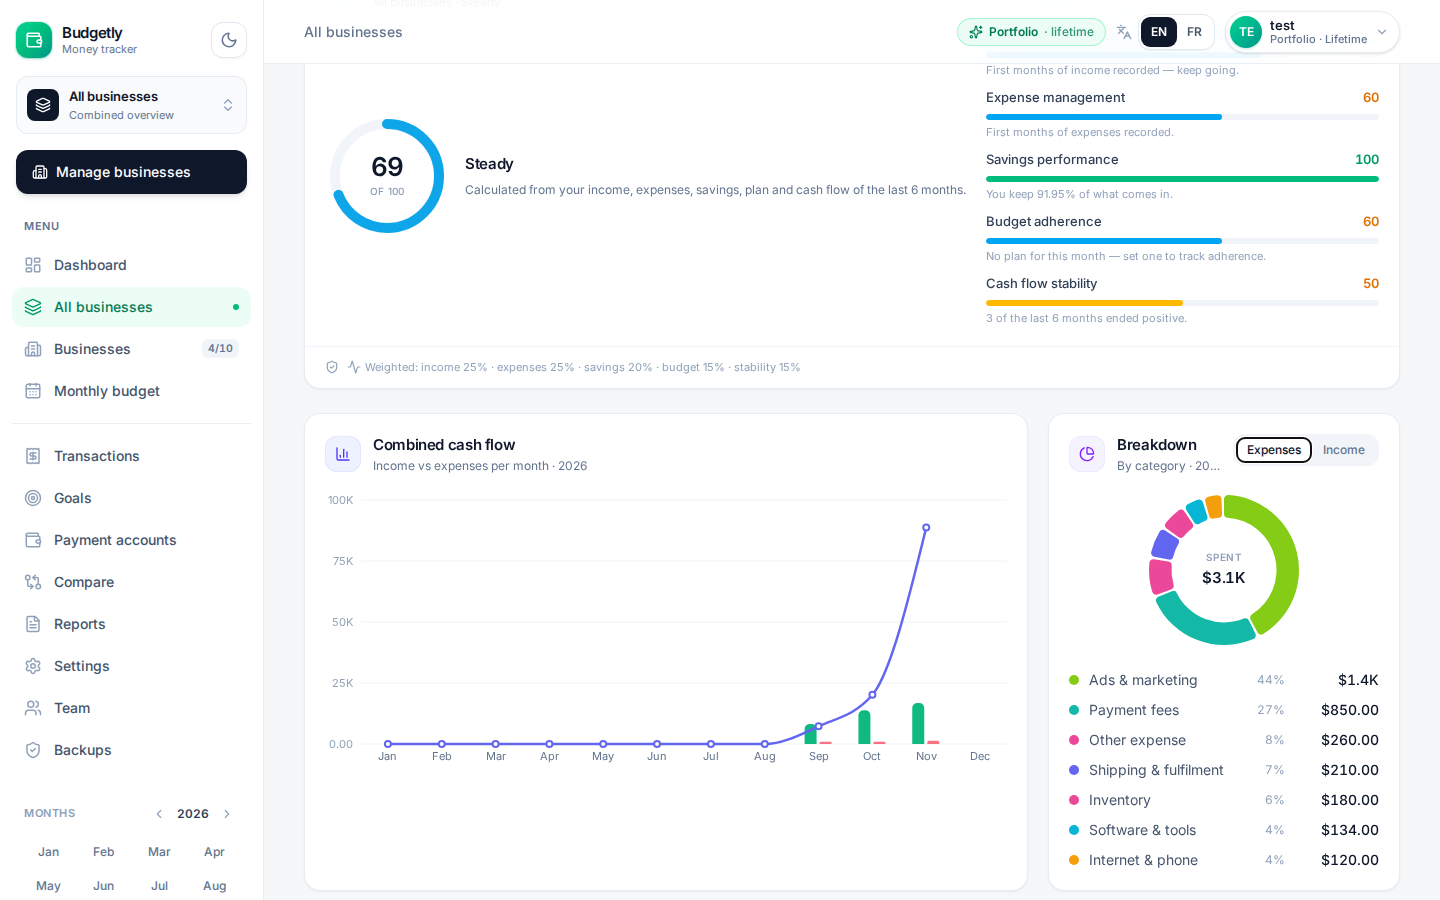 Budgetly
Money tracker
All businesses
Combined overview
Manage businesses
MENU
Dashboard
All businesses
Businesses
4/10
Monthly budget
Transactions
Goals
Payment accounts
Compare
Reports
Settings
Team
Backups
MONTHS
2026
Jan Feb Mar Apr
May Jun Jul Aug
All businesses · Steady
All businesses
Portfolio · lifetime
EN FR
TE
test
Portfolio · Lifetime
69
OF 100
Steady
Calculated from your income, expenses, savings, plan and cash flow of the last 6 months.
First months of income recorded — keep going.
Expense management 60
First months of expenses recorded.
Savings performance 100
You keep 91.95% of what comes in.
Budget adherence 60
No plan for this month — set one to track adherence.
Cash flow stability 50
3 of the last 6 months ended positive.
Weighted: income 25% · expenses 25% · savings 20% · budget 15% · stability 15%
Combined cash flow
Income vs expenses per month · 2026
100K
75K
50K
25K
0.00
Jan Feb Mar Apr May Jun Jul Aug Sep Oct Nov Dec
Breakdown
By category · 20...
Expenses Income
SPENT
$3.1K
Ads & marketing 44% $1.4K
Payment fees 27% $850.00
Other expense 8% $260.00
Shipping & fulfilment 7% $210.00
Inventory 6% $180.00
Software & tools 4% $134.00
Internet & phone 4% $120.00